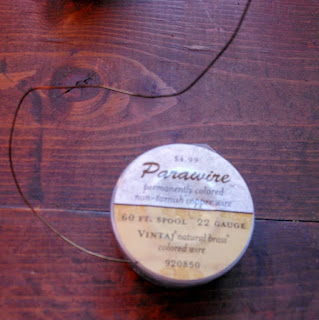 $4.99
Parawire™
permanently colored
non-tarnish copper wire
60 FT. SPOOL 22 GAUGE
VINTAJ natural brass®
colored wire
920850